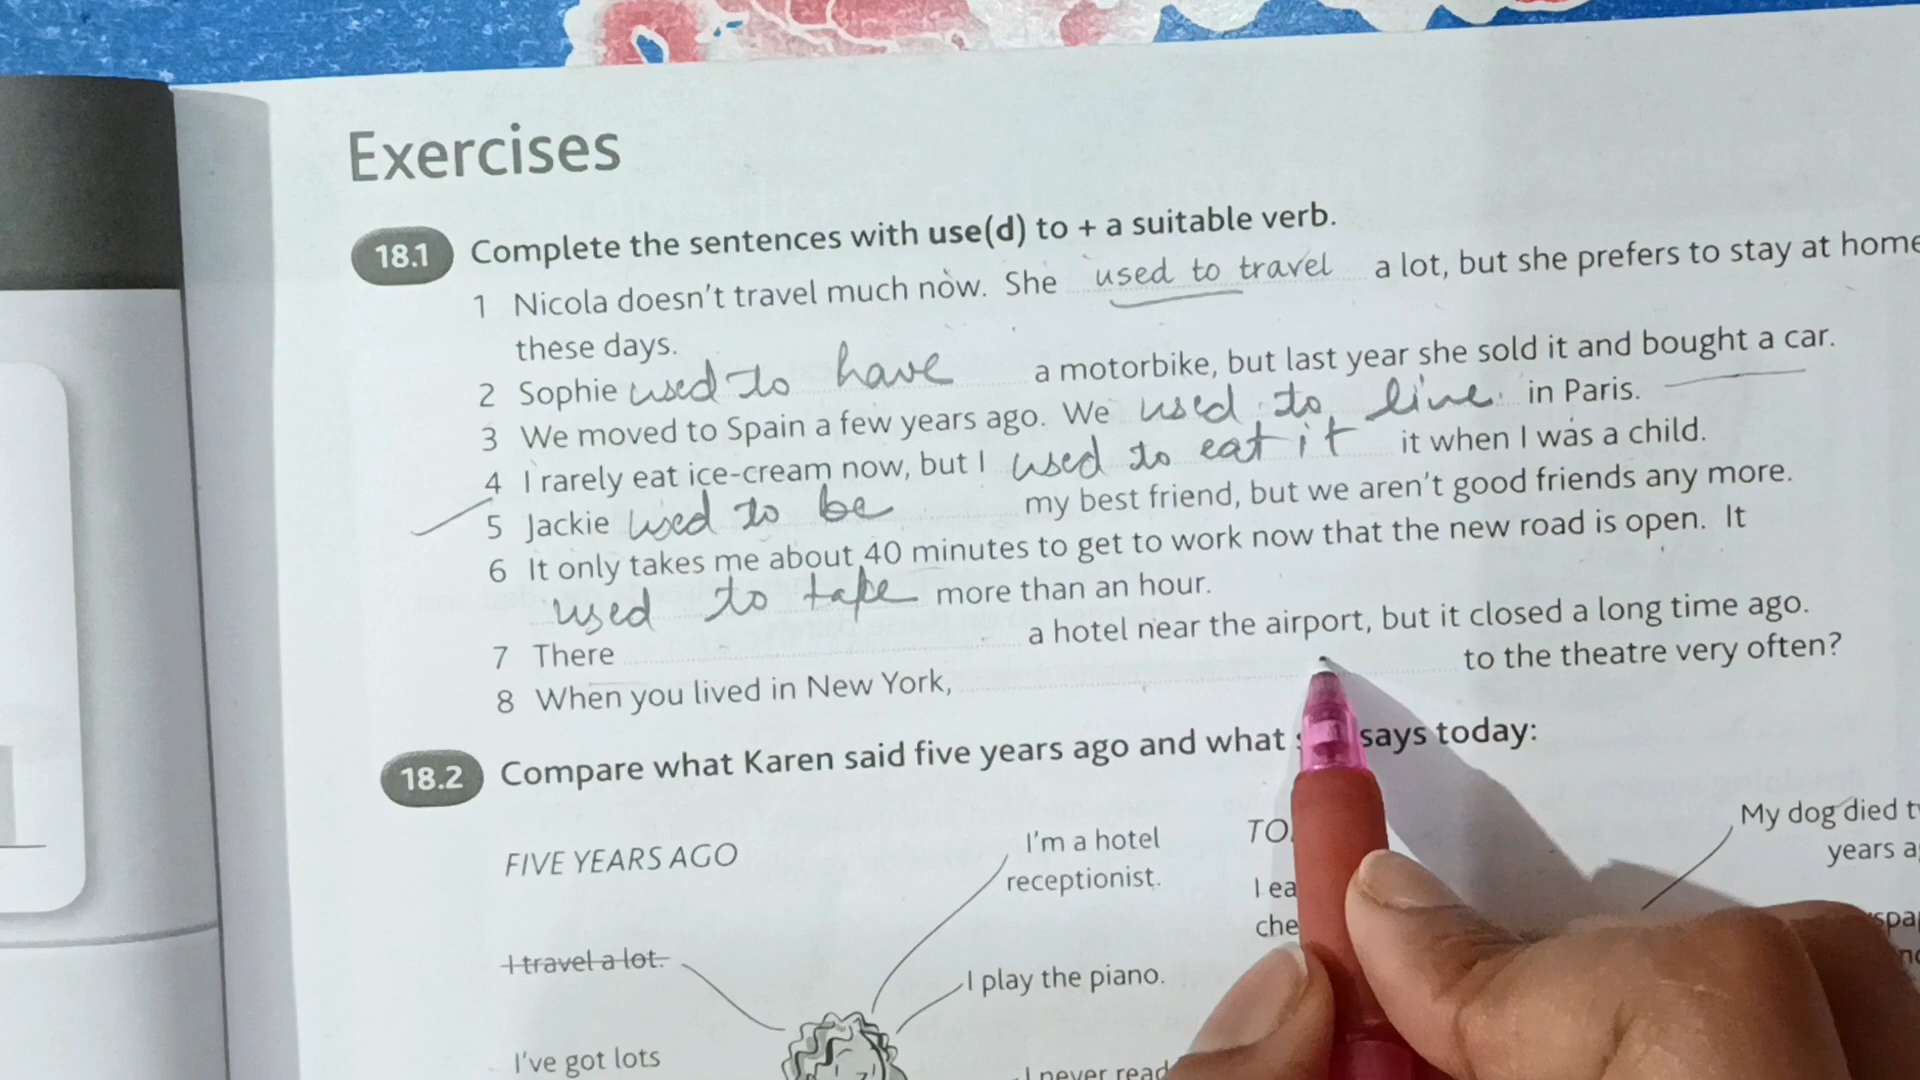 Exercises
18.1 Complete the sentences with use(d) to + a suitable verb.
1 Nicola doesn't travel much now. She used to travel a lot, but she prefers to stay at home
these days.
2 Sophie used to have a motorbike, but last year she sold it and bought a car.
3 We moved to Spain a few years ago. We used to live in Paris.
4 I rarely eat ice-cream now, but I used to eat it it when I was a child.
5 Jackie used to be my best friend, but we aren't good friends any more.
6 It only takes me about 40 minutes to get to work now that the new road is open. It
used to take more than an hour.
7 There a hotel near the airport, but it closed a long time ago.
8 When you lived in New York, to the theatre very often?
18.2 Compare what Karen said five years ago and what says today:
FIVE YEARS AGO
I'm a hotel
receptionist.
I travel a lot.
I play the piano.
I've got lots
I never read
My dog died
years